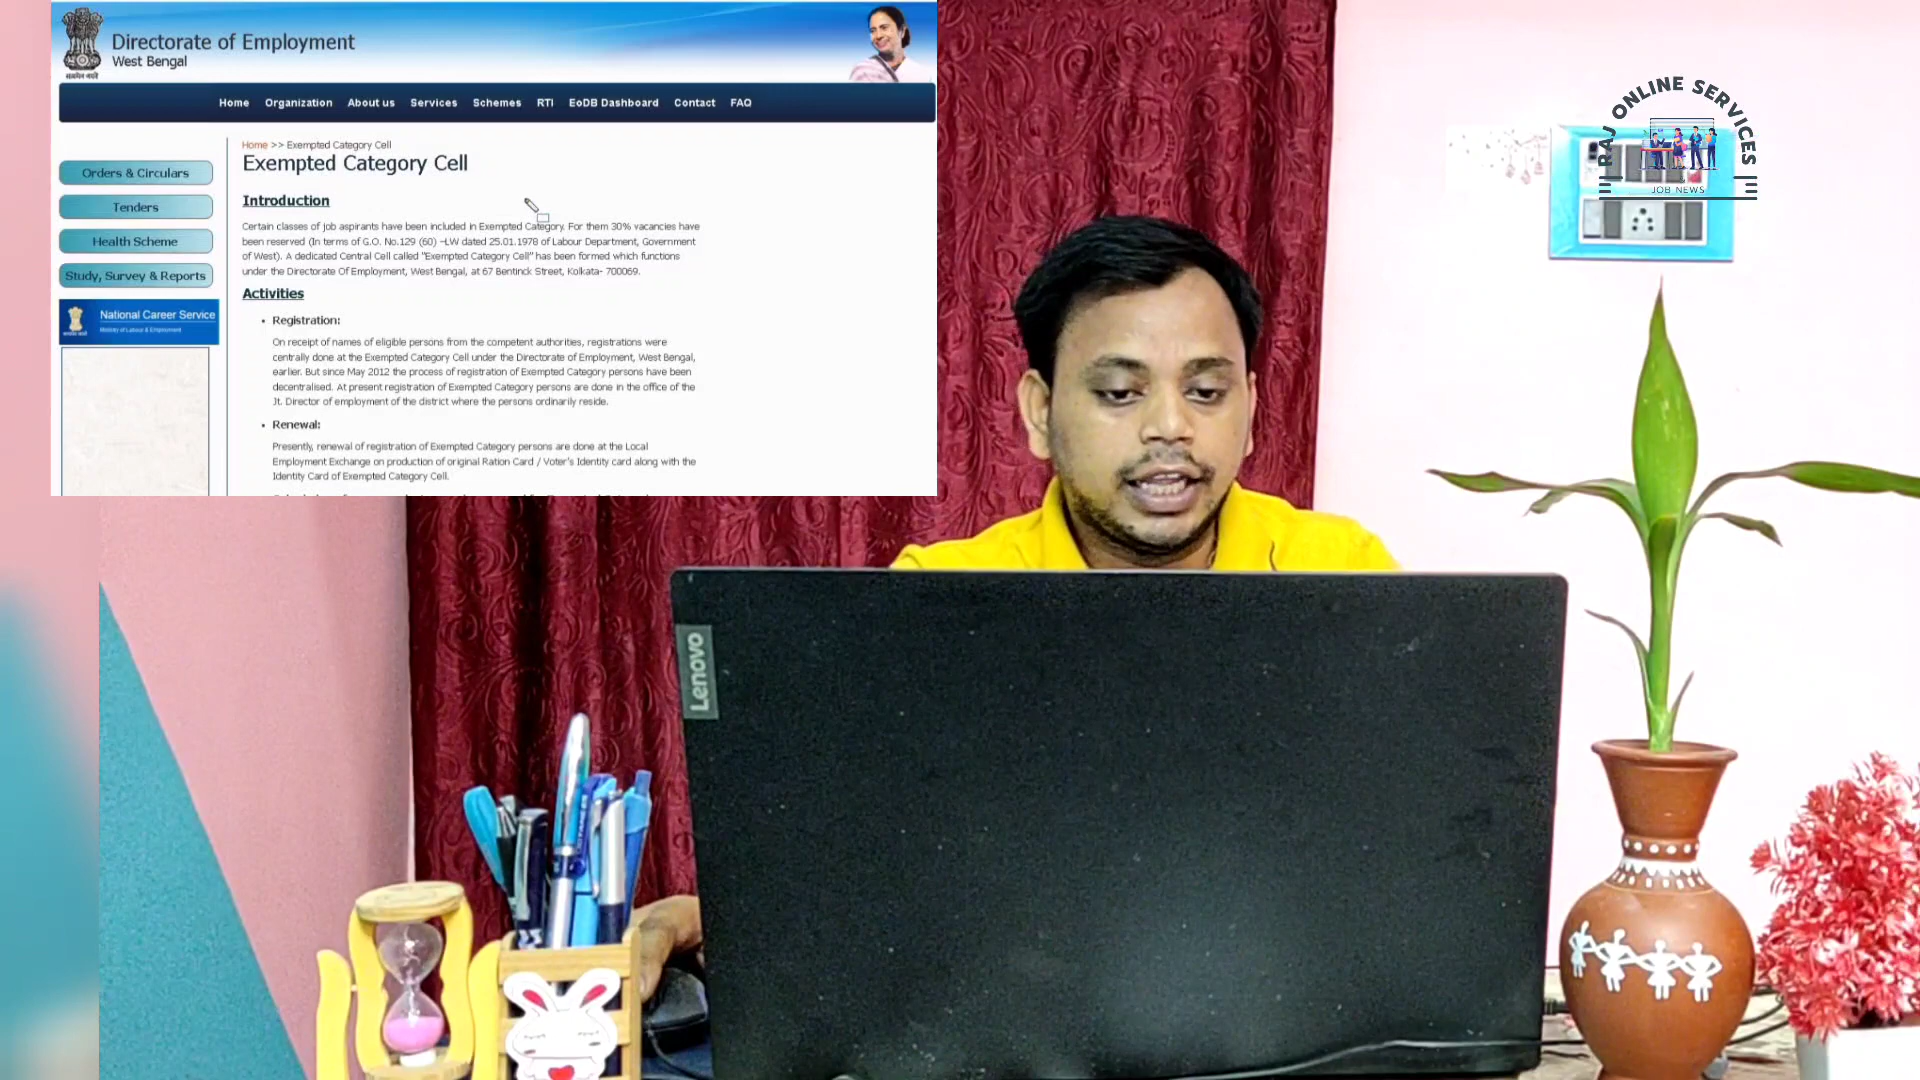 Directorate of Employment
West Bengal
सत्यमेव जयते
Home Organization About us Services Schemes RTI EoDB Dashboard Contact FAQ
Orders & Circulars
Tenders
Health Scheme
Study, Survey & Reports
National Career Service
Ministry of Labour & Employment
Home >> Exempted Category Cell
Exempted Category Cell
Introduction
Certain classes of job aspirants have been included in Exempted Category. For them 30% vacancies have
been reserved (In terms of G.O. No.129 (60) –LW dated 25.01.1978 of Labour Department, Government
of West). A dedicated Central Cell called "Exempted Category Cell" has been formed which functions
under the Directorate Of Employment, West Bengal, at 67 Bentinck Street, Kolkata- 700069.
Activities
• Registration:
On receipt of names of eligible persons from the competent authorities, registrations were
centrally done at the Exempted Category Cell under the Directorate of Employment, West Bengal,
earlier. But since May 2012 the process of registration of Exempted Category persons have been
decentralised. At present registration of Exempted Category persons are done in the office of the
Jt. Director of employment of the district where the persons ordinarily reside.
• Renewal:
Presently, renewal of registration of Exempted Category persons are done at the Local
Employment Exchange on production of original Ration Card / Voter's Identity card along with the
Identity Card of Exempted Category Cell.
RAJ ONLINE SERVICES
&
JOB NEWS
Lenovo